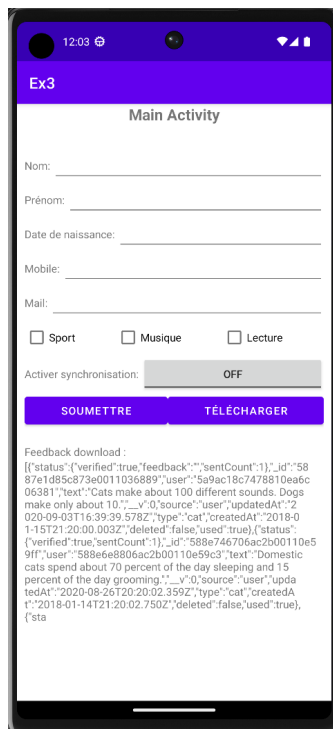 12:03
Ex3
Main Activity
Nom:
Prénom:
Date de naissance:
Mobile:
Mail:
Sport Musique Lecture
Activer synchronisation: OFF
SOUMETTRE TÉLÉCHARGER
Feedback download :
[{"status":{"verified":true,"feedback":"","sentCount":1},"_id":"58
87e1d85c873e0011036889","user":"5a9ac18c7478810ea6c
06381","text":"Cats make about 100 different sounds. Dogs
make only about 10.","__v":0,"source":"user","updatedAt":"2
020-09-03T16:39:39.578Z","type":"cat","createdAt":"2018-0
1-15T21:20:00.003Z","deleted":false,"used":true},{"status":
{"verified":true,"sentCount":1},"_id":"588e746706ac2b00110e5
9ff","user":"588e6e8806ac2b00110e59c3","text":"Domestic
cats spend about 70 percent of the day sleeping and 15
percent of the day grooming.","__v":0,"source":"user","upda
tedAt":"2020-08-26T20:20:02.359Z","type":"cat","createdA
t":"2018-01-14T21:20:02.750Z","deleted":false,"used":true},
{"sta